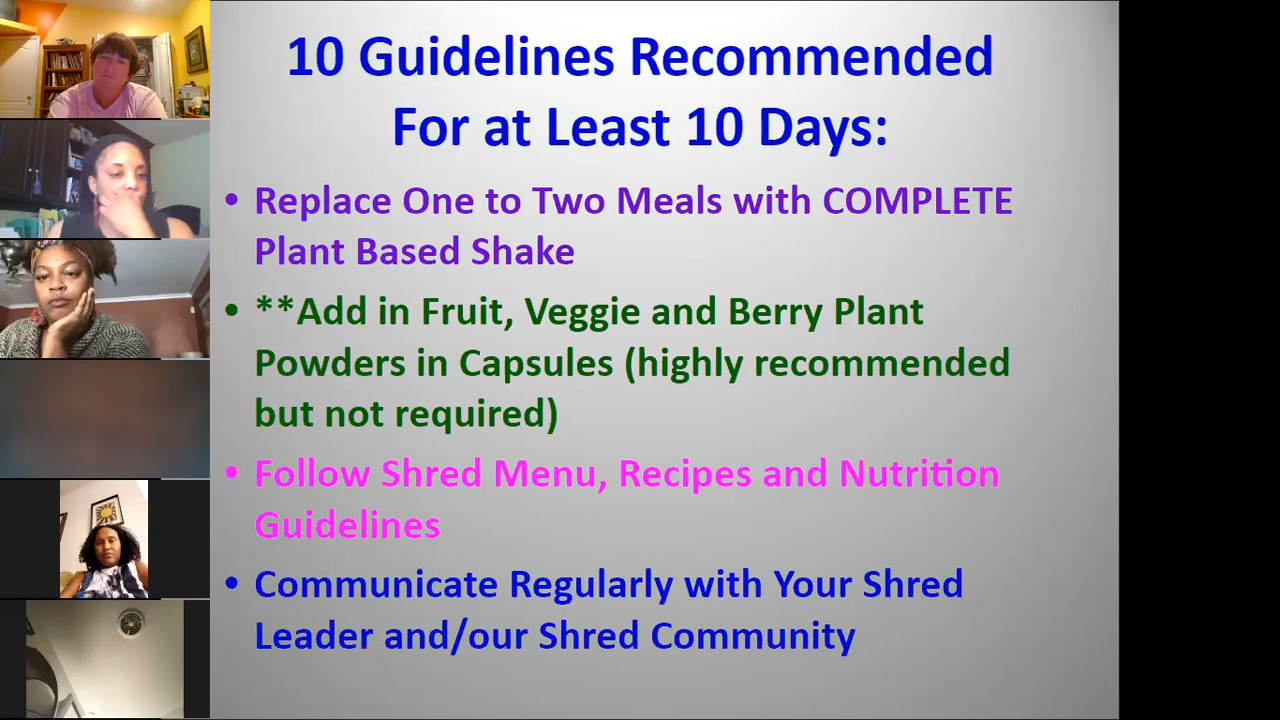 10 Guidelines Recommended
For at Least 10 Days:
• Replace One to Two Meals with COMPLETE
Plant Based Shake
• **Add in Fruit, Veggie and Berry Plant
Powders in Capsules (highly recommended
but not required)
• Follow Shred Menu, Recipes and Nutrition
Guidelines
• Communicate Regularly with Your Shred
Leader and/our Shred Community